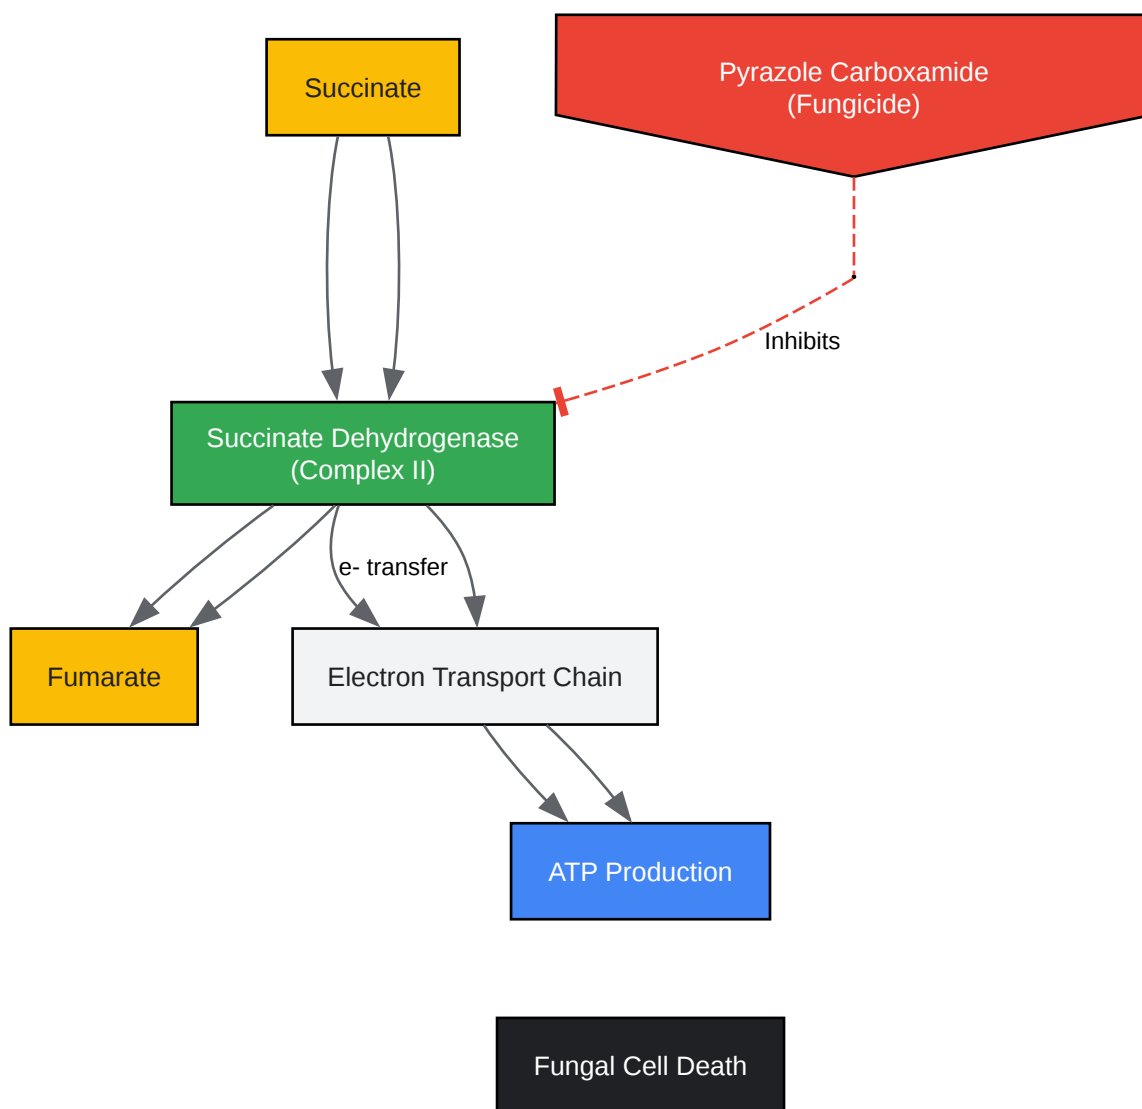 Succinate
Pyrazole Carboxamide
(Fungicide)
Inhibits
Succinate Dehydrogenase
(Complex II)
e- transfer
Fumarate
Electron Transport Chain
ATP Production
Fungal Cell Death